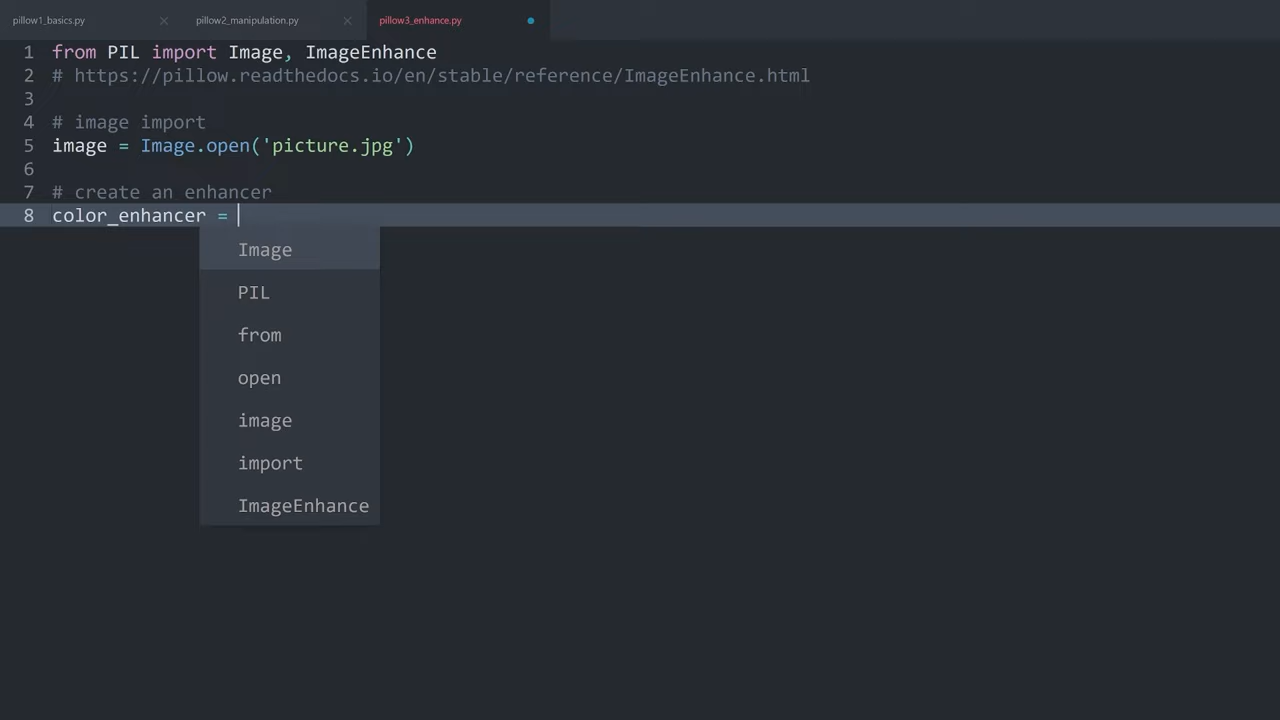 pillow1_basics.py pillow2_manipulation.py pillow3_enhance.py
1 from PIL import Image, ImageEnhance
2 # https://pillow.readthedocs.io/en/stable/reference/ImageEnhance.html
3
4 # image import
5 image = Image.open('picture.jpg')
6
7 # create an enhancer
8 color_enhancer =
Image
PIL
from
open
image
import
ImageEnhance